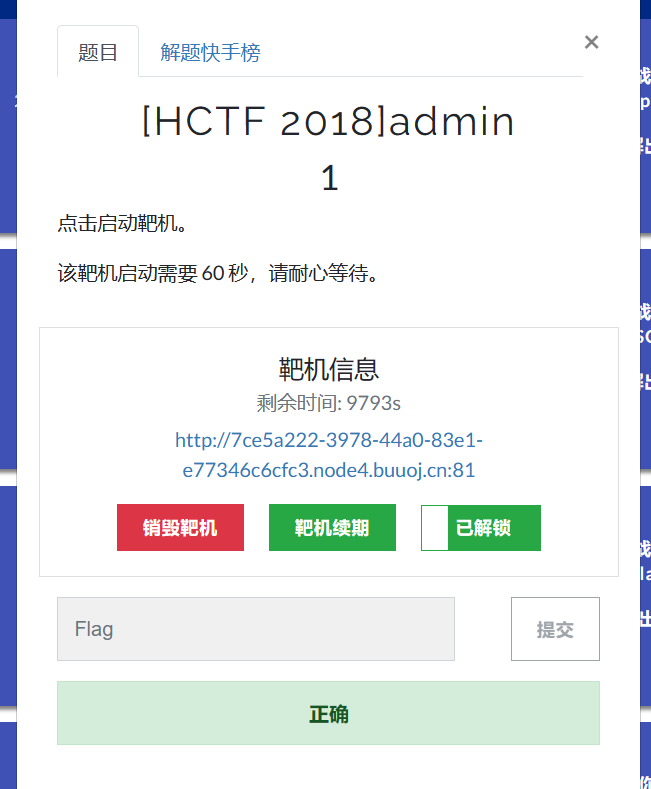 题目 解题快手榜 ×
[HCTF 2018]admin
1
点击启动靶机。
该靶机启动需要 60 秒，请耐心等待。
靶机信息
剩余时间: 9793s
http://7ce5a222-3978-44a0-83e1-
e77346c6cfc3.node4.buuoj.cn:81
销毁靶机 靶机续期 已解锁
Flag 提交
正确